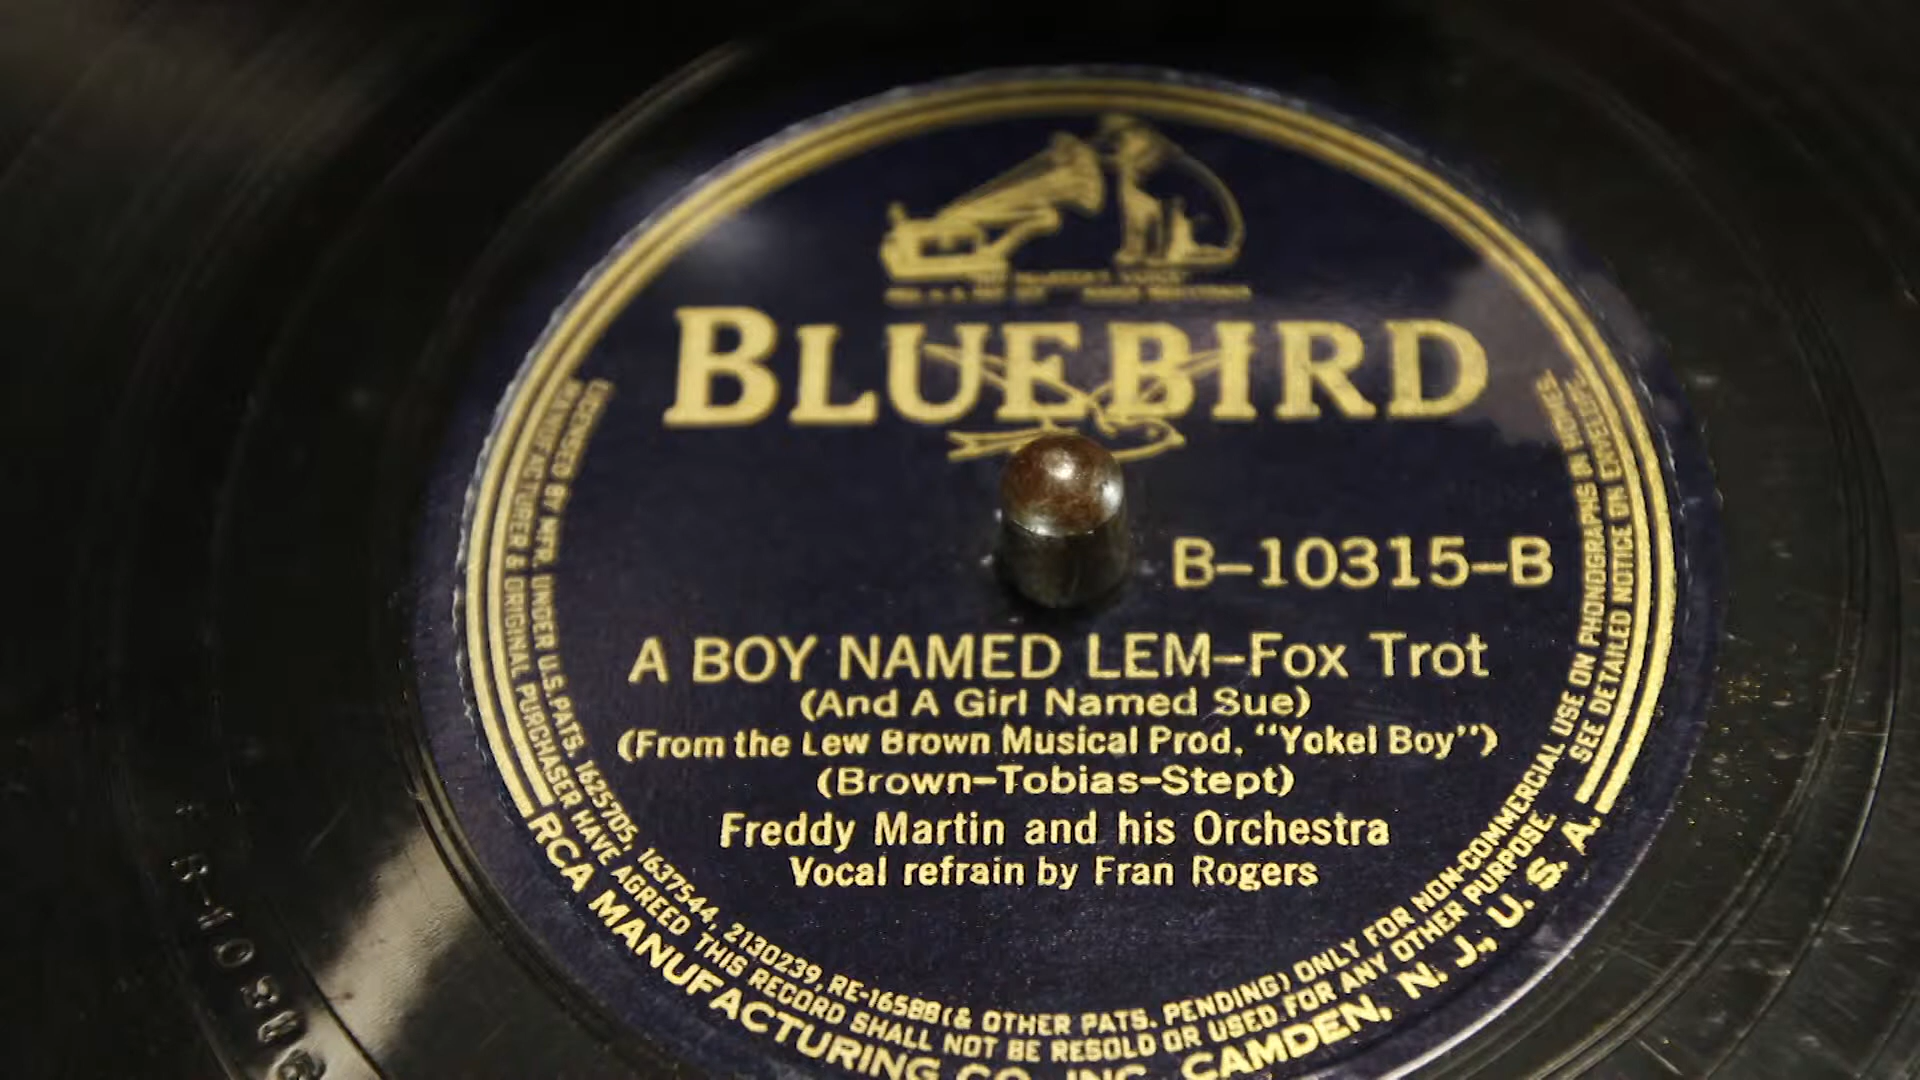 BLUEBIRD
B-10315-B
A BOY NAMED LEM-Fox Trot
(And A Girl Named Sue)
(From the Lew Brown Musical Prod. "Yokel Boy")
(Brown-Tobias-Stept)
Freddy Martin and his Orchestra
Vocal refrain by Fran Rogers
LICENSED BY MFR. UNDER U.S.PATS. 1625705, 1637544, 2130239, RE-16588 (& OTHER PATS. PENDING) ONLY FOR NON-COMMERCIAL USE ON PHONOGRAPHS IN HOMES.
MANUFACTURER & ORIGINAL PURCHASER HAVE AGREED THIS RECORD SHALL NOT BE RESOLD OR USED FOR ANY OTHER PURPOSE. SEE DETAILED NOTICE ON ENVELOPE.
RCA MANUFACTURING CO. INC. CAMDEN, N. J., U. S. A.